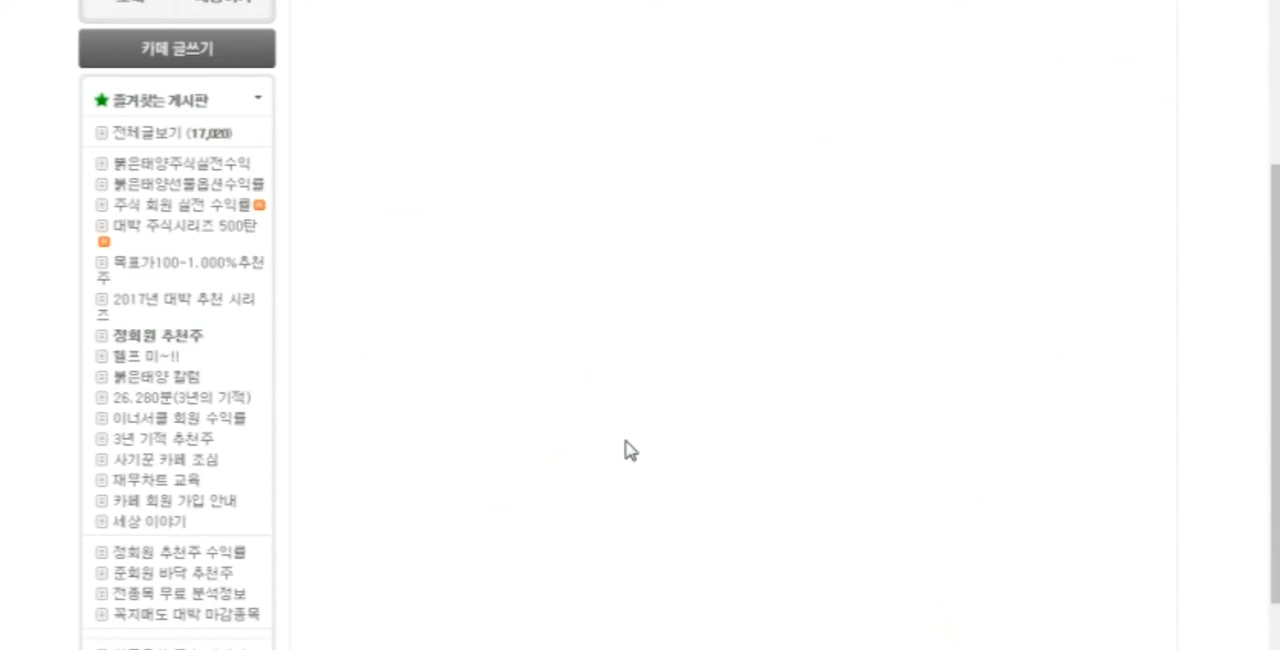 카페 글쓰기
즐겨찾는 게시판
전체글보기 (17,020)
붉은태양주식실전수익
붉은태양선물옵션수익률
주식 회원 실전 수익률
대박 주식시리즈 500탄
목표가100-1.000%추천
주
2017년 대박 추천 시리
즈
정회원 추천주
헬프 미~!!
붉은태양 칼럼
26.280분(3년의 기적)
이너서클 회원 수익률
3년 기적 추천주
사기꾼 카페 조심
재무차트 교육
카페 회원 가입 안내
세상 이야기
정회원 추천주 수익률
준회원 바닥 추천주
전종목 무료 분석정보
꼭지매도 대박 마감종목